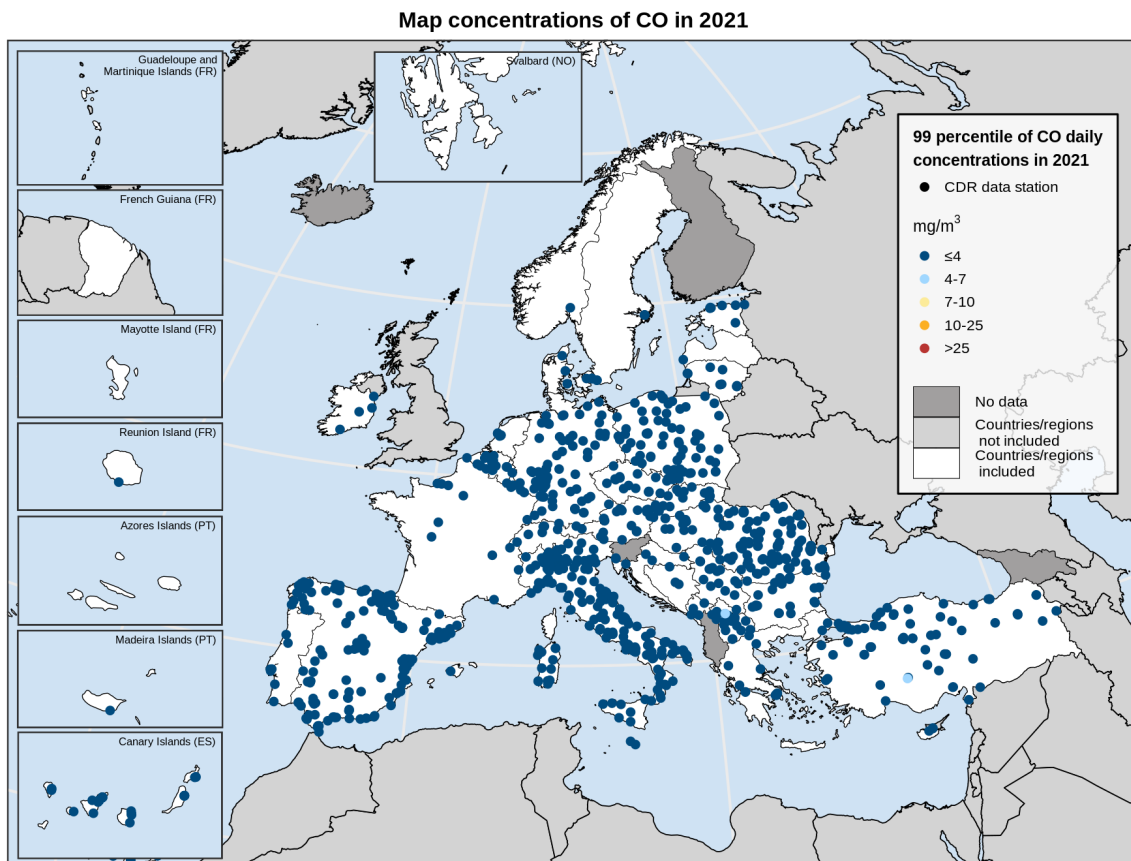 Map concentrations of CO in 2021
Guadeloupe and
Martinique Islands (FR)
Svalbard (NO)
French Guiana (FR)
Mayotte Island (FR)
Reunion Island (FR)
Azores Islands (PT)
Madeira Islands (PT)
Canary Islands (ES)
99 percentile of CO daily
concentrations in 2021
CDR data station
mg/m³
≤4
4-7
7-10
10-25
>25
No data
Countries/regions
not included
Countries/regions
included